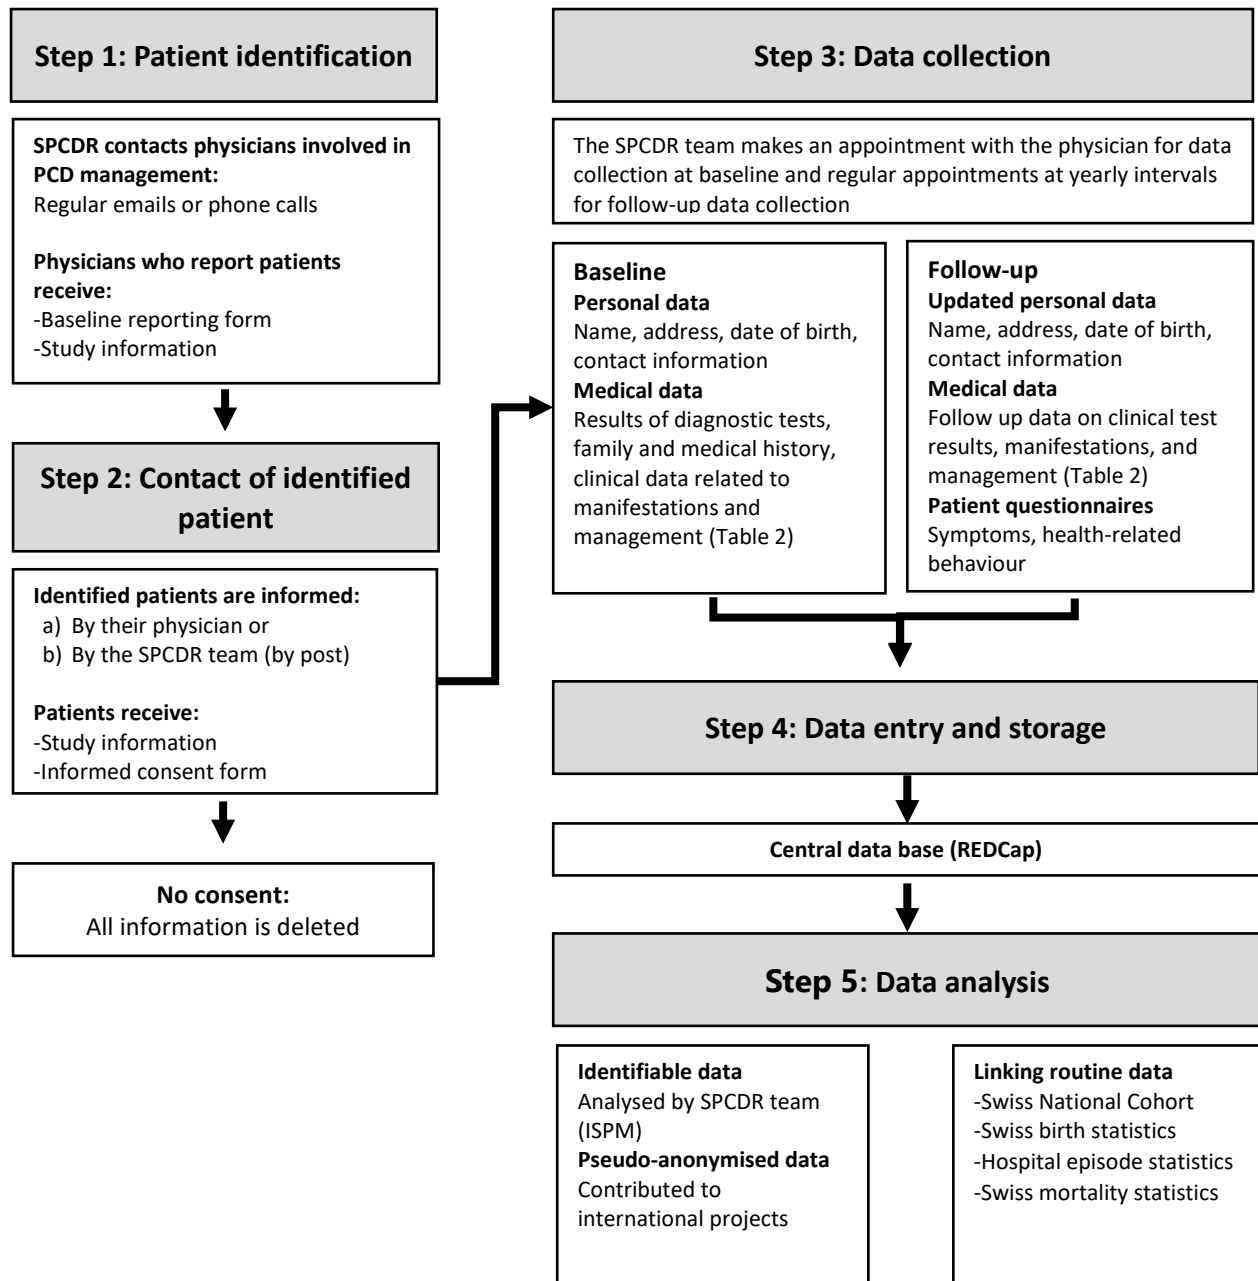 Step 1: Patient identification
SPCDR contacts physicians involved in
PCD management:
Regular emails or phone calls
Physicians who report patients
receive:
-Baseline reporting form
-Study information
Step 2: Contact of identified
patient
Identified patients are informed:
a) By their physician or
b) By the SPCDR team (by post)
Patients receive:
-Study information
-Informed consent form
No consent:
All information is deleted
Step 3: Data collection
The SPCDR team makes an appointment with the physician for data
collection at baseline and regular appointments at yearly intervals
for follow-up data collection
Baseline
Personal data
Name, address, date of birth,
contact information
Medical data
Results of diagnostic tests,
family and medical history,
clinical data related to
manifestations and
management (Table 2)
Follow-up
Updated personal data
Name, address, date of birth,
contact information
Medical data
Follow up data on clinical test
results, manifestations, and
management (Table 2)
Patient questionnaires
Symptoms, health-related
behaviour
Step 4: Data entry and storage
Central data base (REDCap)
Step 5: Data analysis
Identifiable data
Analysed by SPCDR team
(ISPM)
Pseudo-anonymised data
Contributed to
international projects
Linking routine data
-Swiss National Cohort
-Swiss birth statistics
-Hospital episode statistics
-Swiss mortality statistics